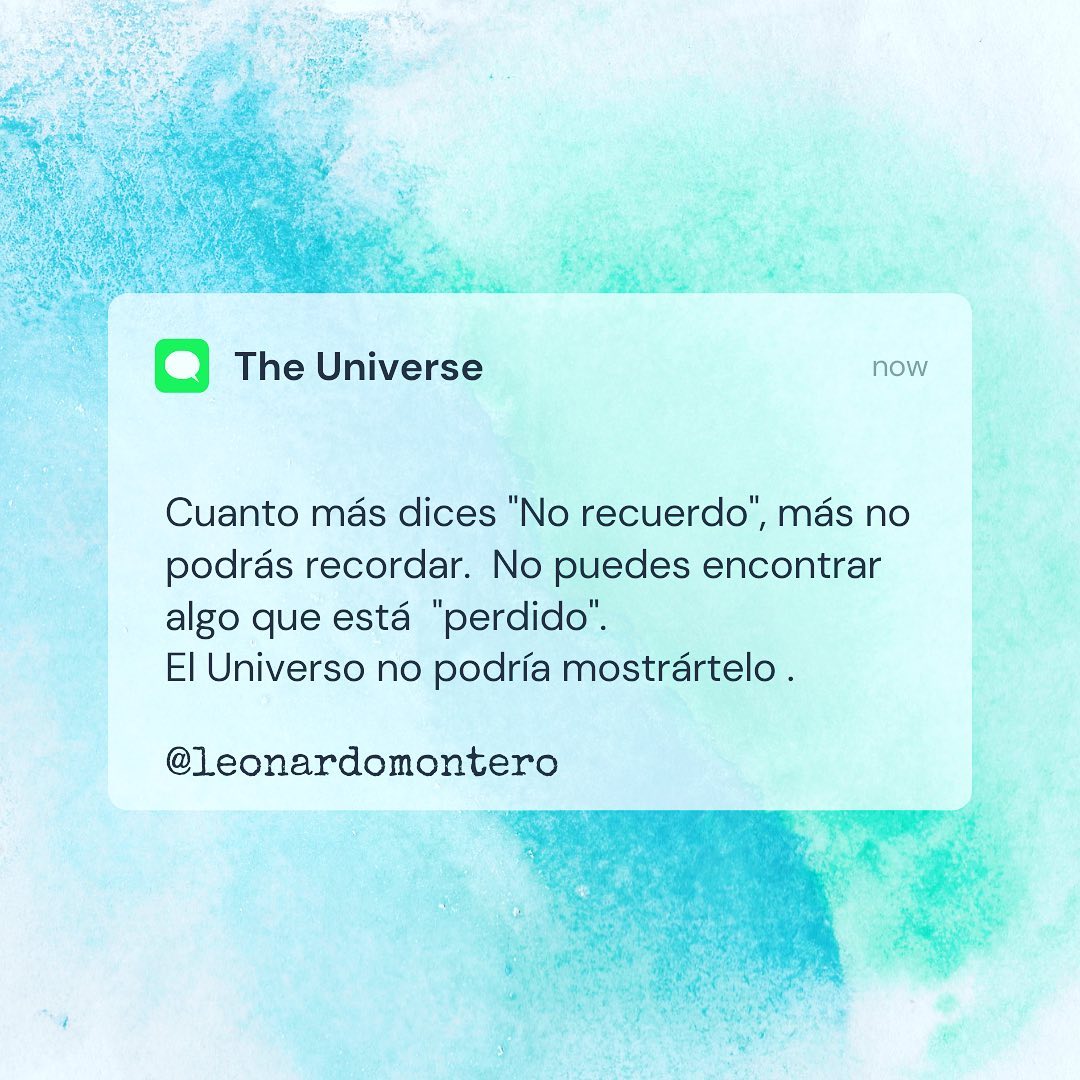 The Universe
now
Cuanto más dices "No recuerdo", más no
podrás recordar.  No puedes encontrar
algo que está  "perdido".
El Universo no podría mostrártelo .
@leonardomontero